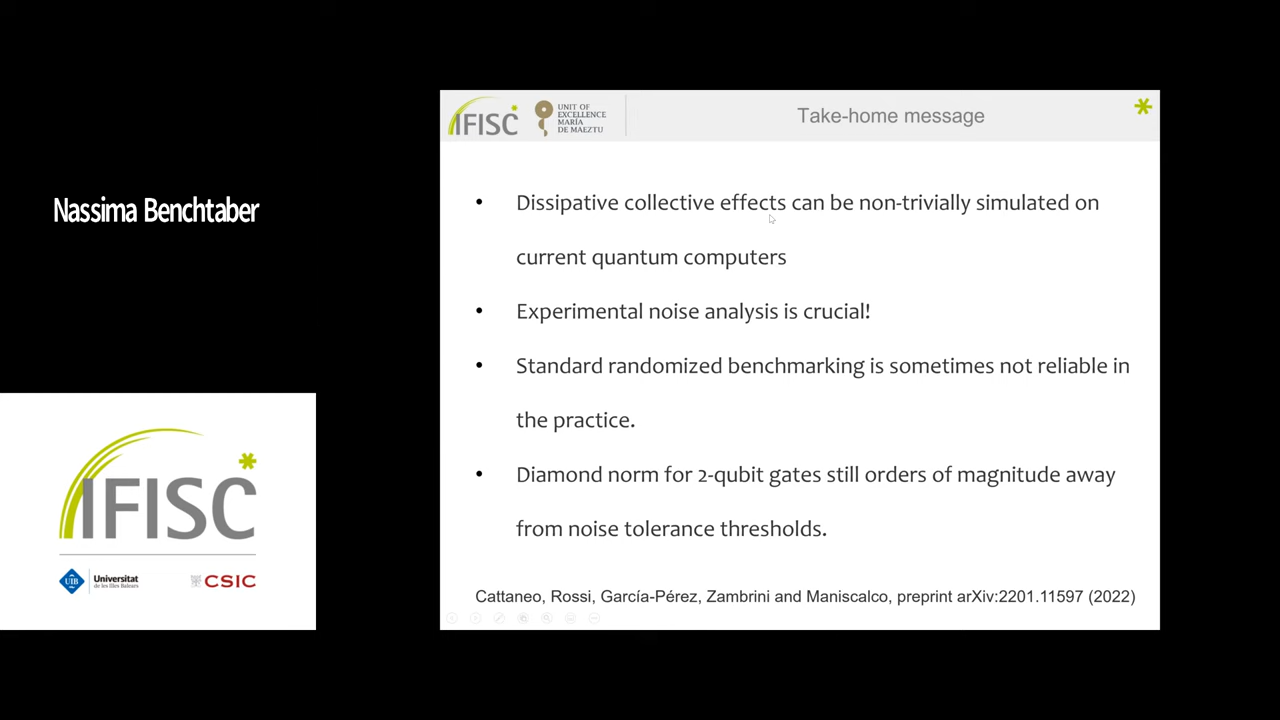 Nassima Benchtaber
IFISC
UIB
Universitat
de les Illes Balears
CSIC
IFISC
UNIT OF
EXCELLENCE
MARÍA
DE MAEZTU
Take-home message
• Dissipative collective effects can be non-trivially simulated on
current quantum computers
• Experimental noise analysis is crucial!
• Standard randomized benchmarking is sometimes not reliable in
the practice.
• Diamond norm for 2-qubit gates still orders of magnitude away
from noise tolerance thresholds.
Cattaneo, Rossi, García-Pérez, Zambrini and Maniscalco, preprint arXiv:2201.11597 (2022)